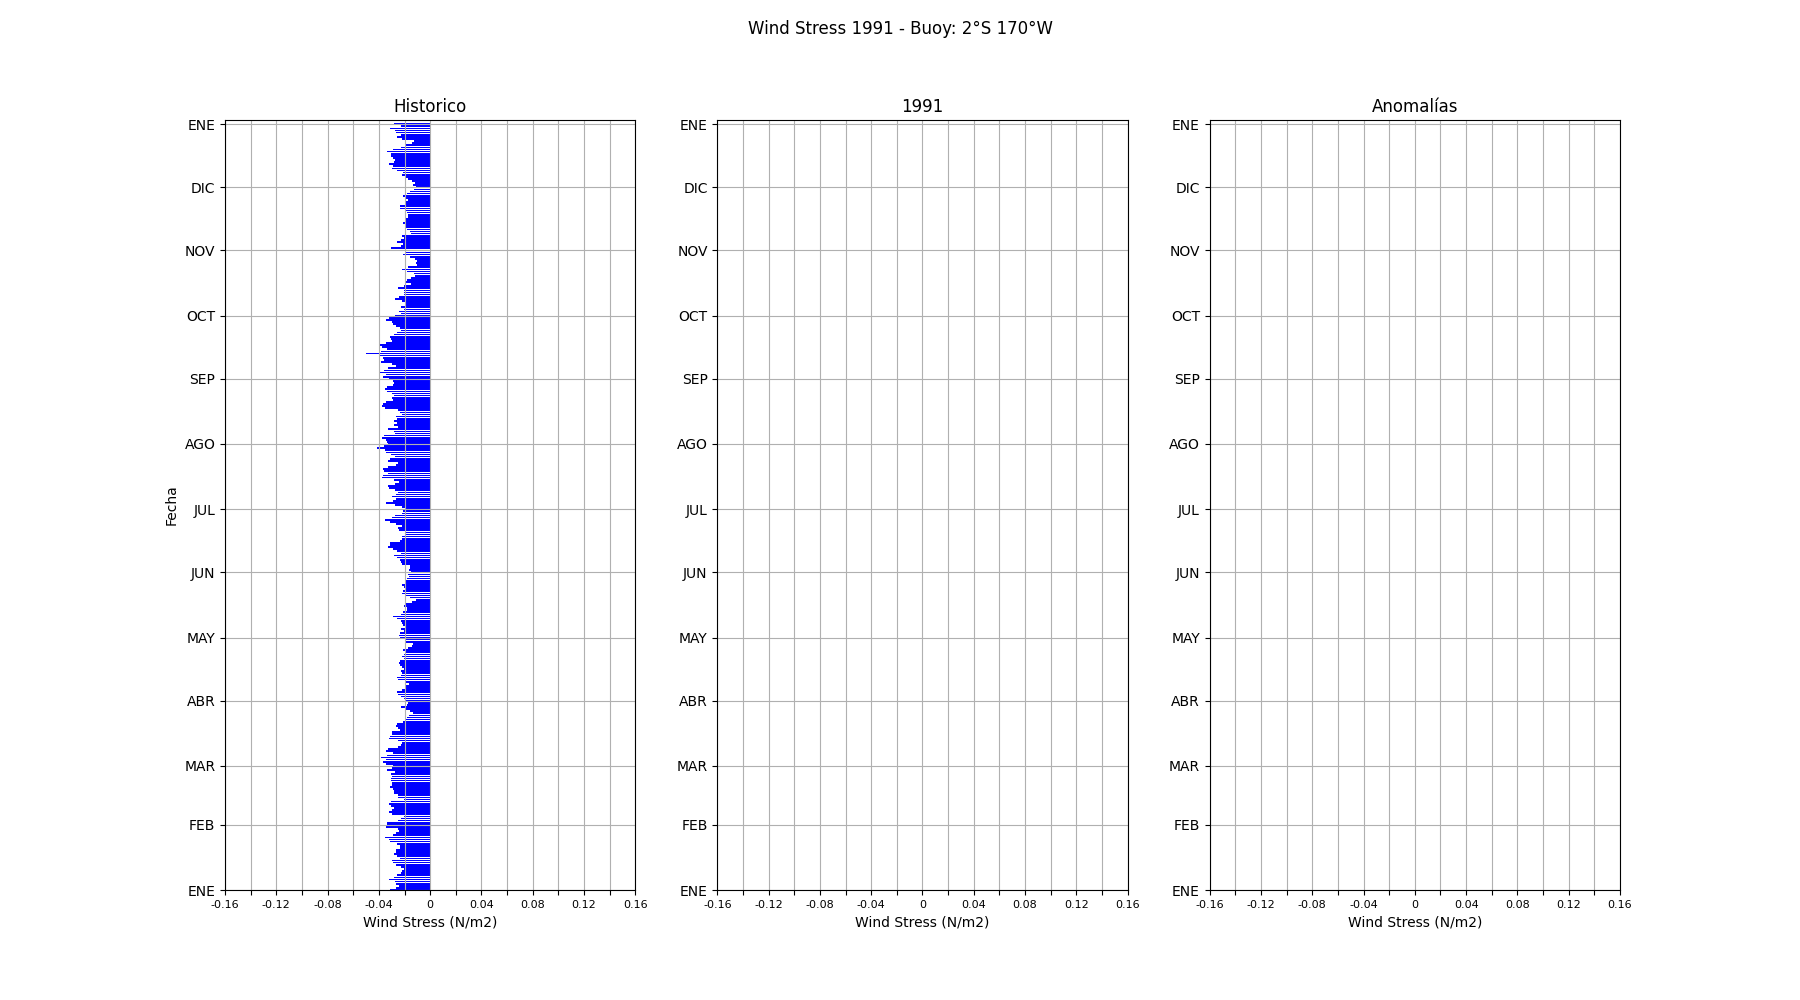 Wind Stress 1991 - Buoy: 2°S 170°W
Historico
ENE
DIC
NOV
OCT
SEP
AGO
JUL
JUN
MAY
ABR
MAR
FEB
ENE
Fecha
-0.16 -0.12 -0.08 -0.04 0 0.04 0.08 0.12 0.16
Wind Stress (N/m2)
1991
ENE
DIC
NOV
OCT
SEP
AGO
JUL
JUN
MAY
ABR
MAR
FEB
ENE
-0.16 -0.12 -0.08 -0.04 0 0.04 0.08 0.12 0.16
Wind Stress (N/m2)
Anomalías
ENE
DIC
NOV
OCT
SEP
AGO
JUL
JUN
MAY
ABR
MAR
FEB
ENE
-0.16 -0.12 -0.08 -0.04 0 0.04 0.08 0.12 0.16
Wind Stress (N/m2)